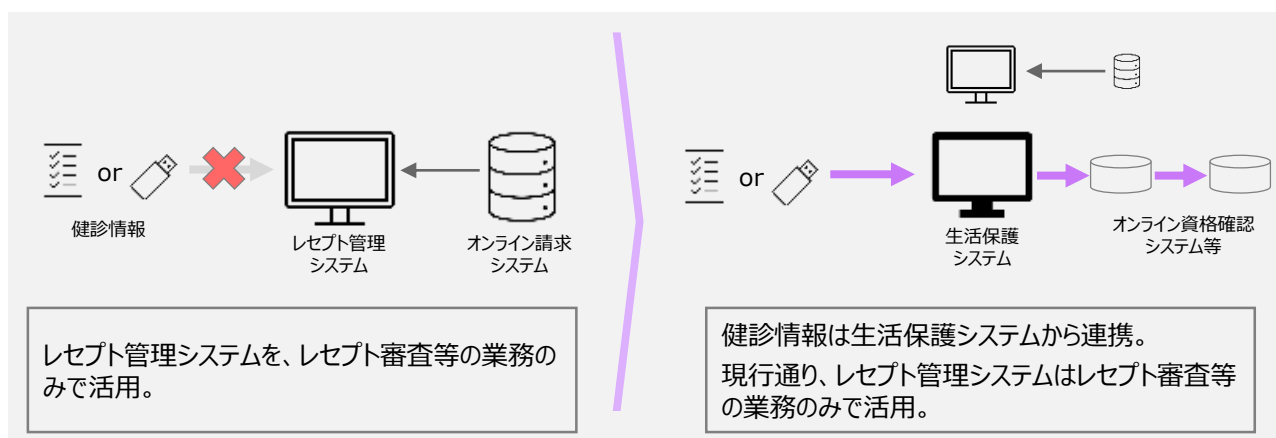 or
健診情報
レセプト管理
システム
オンライン請求
システム
レセプト管理システムを、レセプト審査等の業務の
みで活用。
or
生活保護
システム
オンライン資格確認
システム等
健診情報は生活保護システムから連携。
現行通り、レセプト管理システムはレセプト審査等
の業務のみで活用。